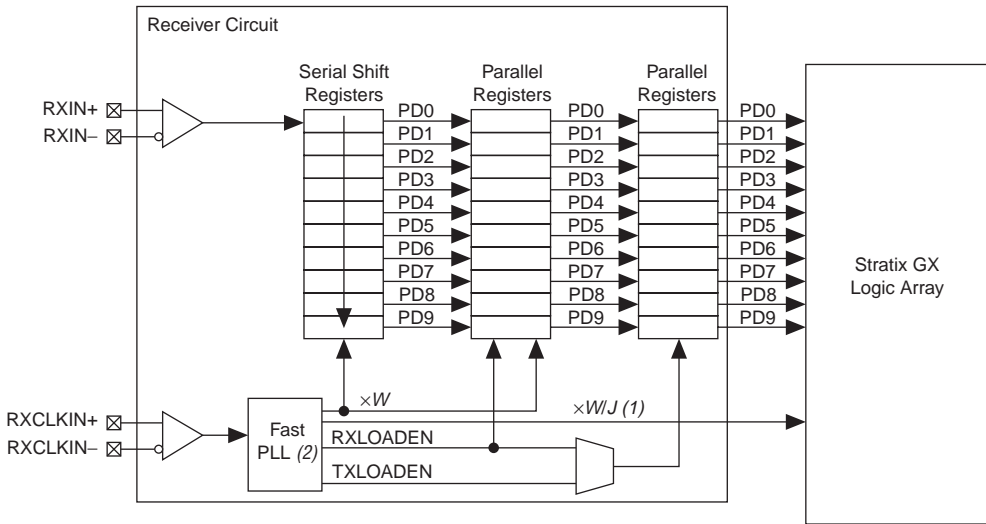 Receiver Circuit
Serial Shift
Registers
Parallel
Registers
Parallel
Registers
RXIN+
RXIN–
PD0 PD0 PD0
PD1 PD1 PD1
PD2 PD2 PD2
PD3 PD3 PD3
PD4 PD4 PD4
PD5 PD5 PD5
PD6 PD6 PD6
PD7 PD7 PD7
PD8 PD8 PD8
PD9 PD9 PD9
Stratix GX
Logic Array
×W
×W/J (1)
RXCLKIN+
RXCLKIN–
Fast
PLL (2)
RXLOADEN
TXLOADEN